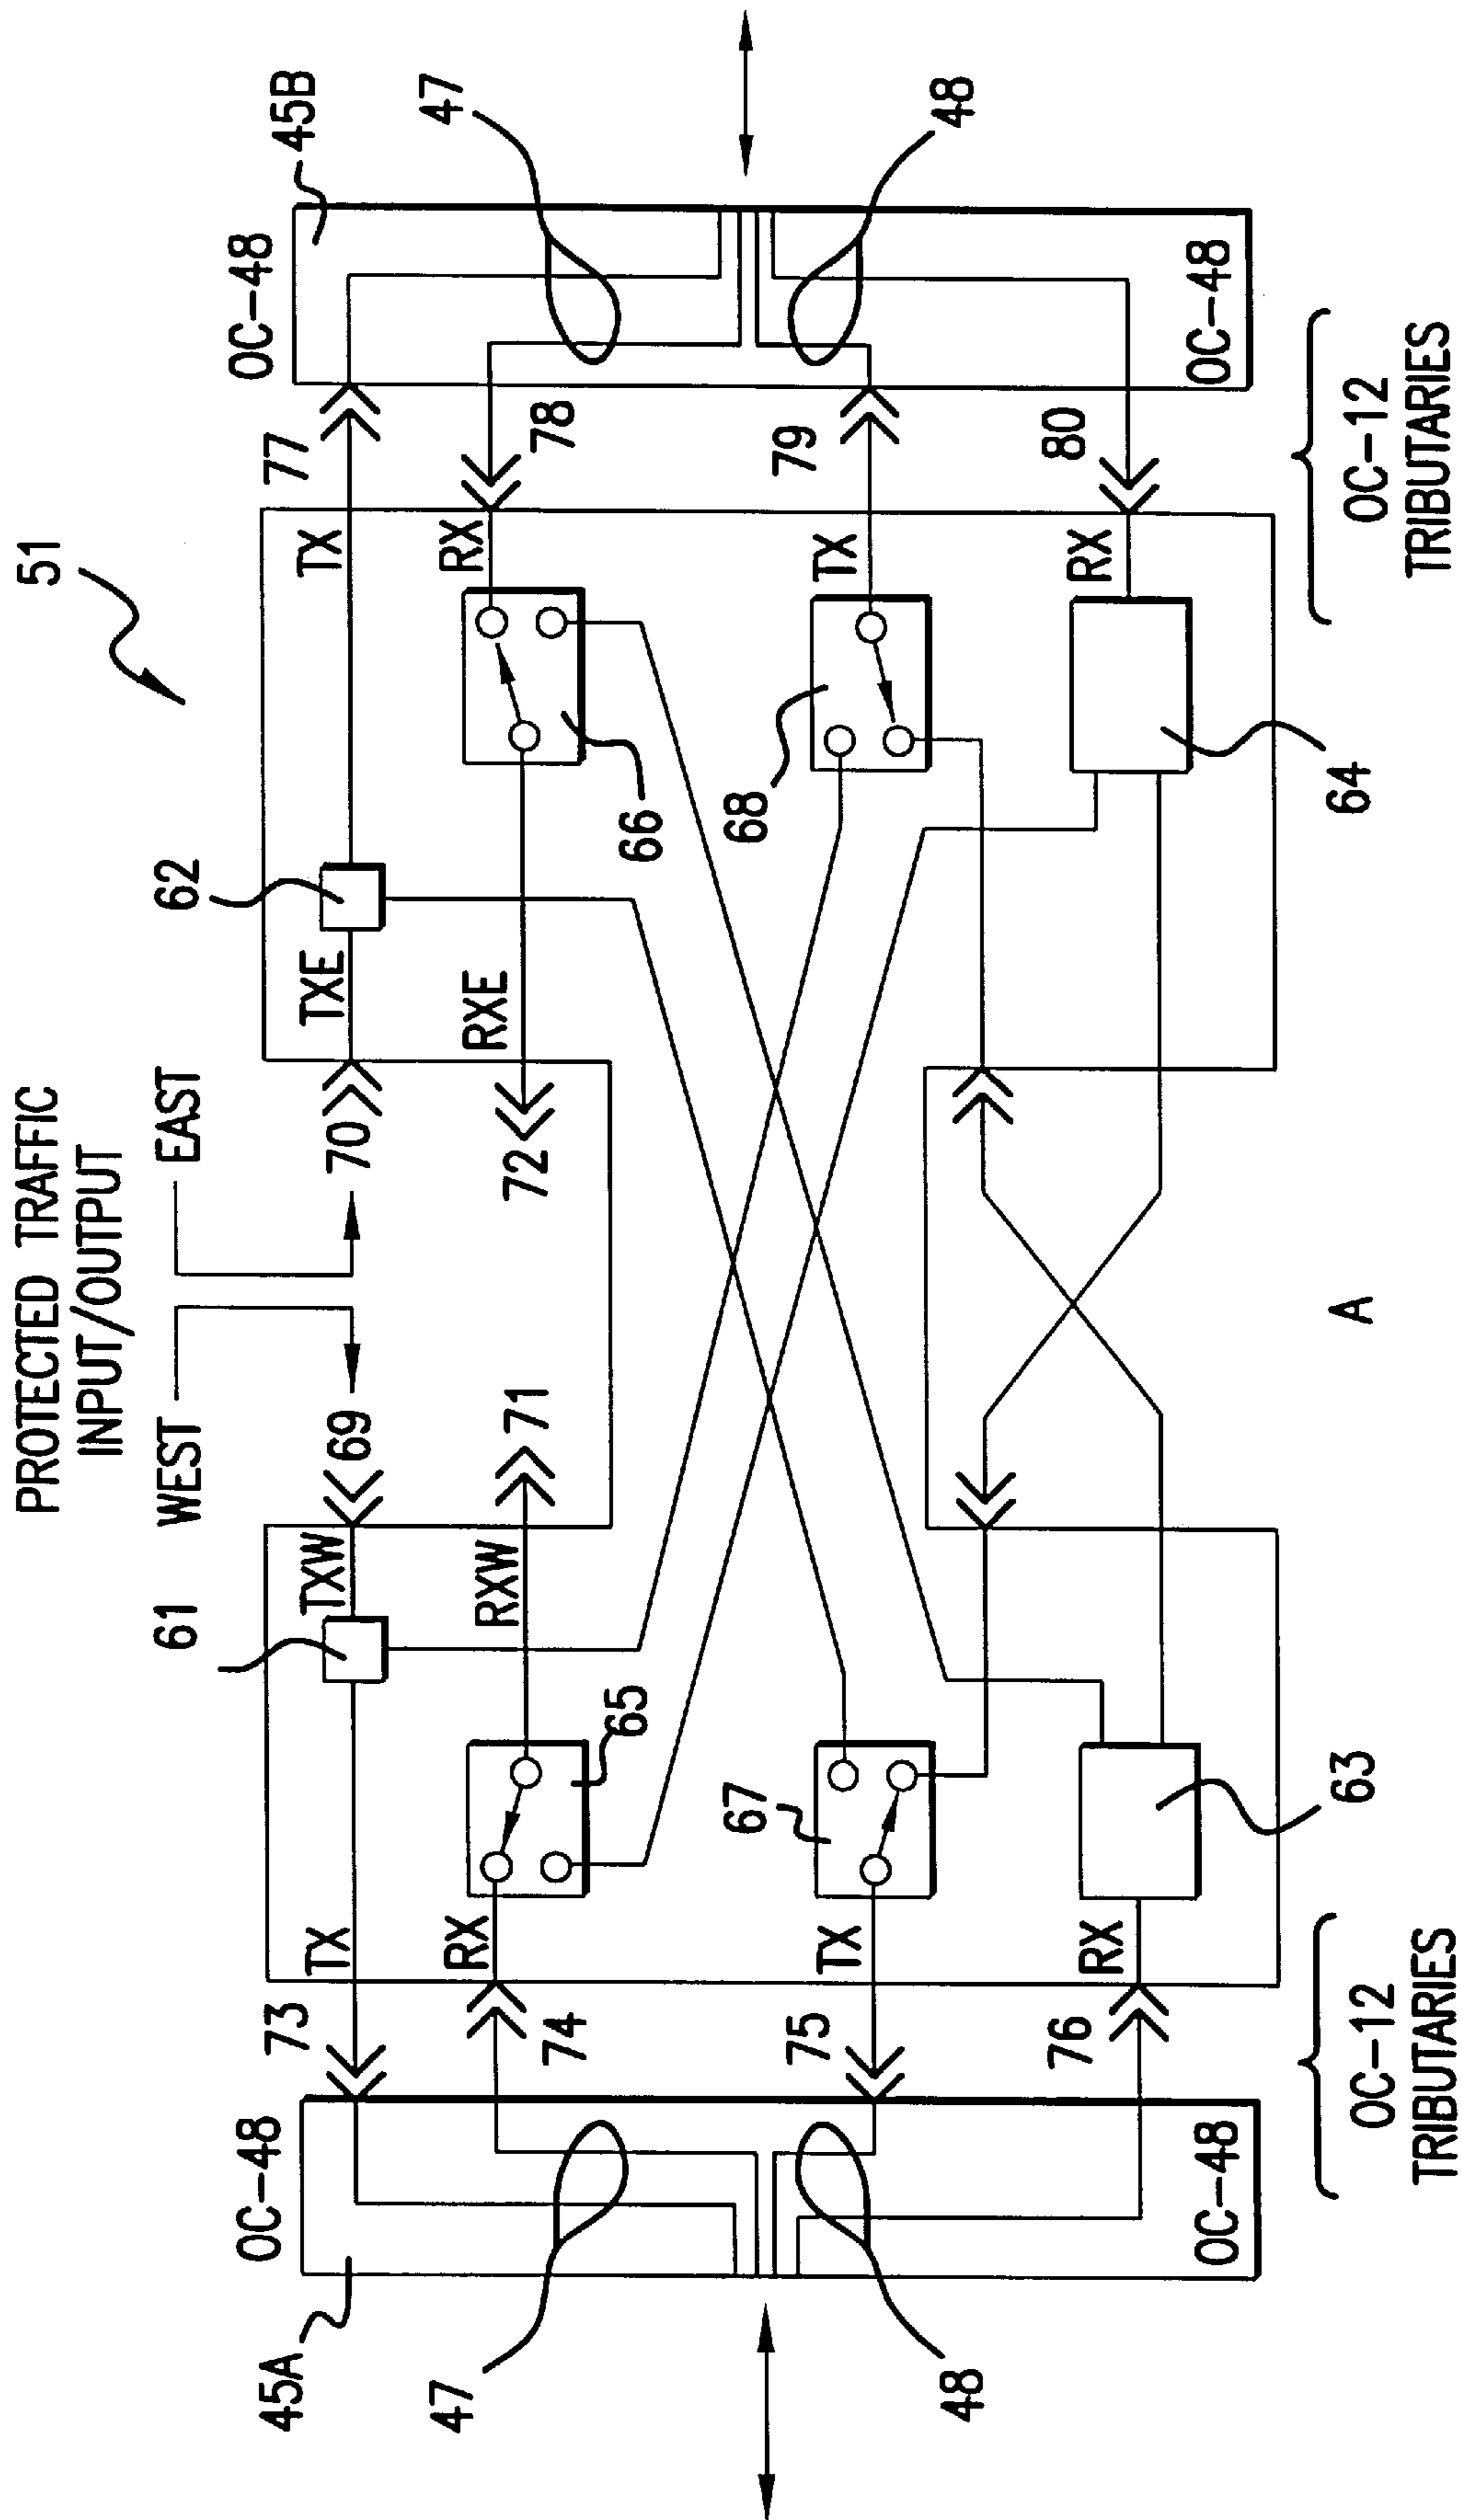 PROTECTED TRAFFIC
INPUT/OUTPUT
51
WEST
EAST
61
62
45A
OC-48
73
TX
TXW
69
70
TXE
TX
77
OC-48
45B
47
74
RX
65
RXW
71
72
RXE
66
RX
78
47
75
TX
67
68
TX
79
48
OC-48
76
RX
63
A
64
RX
80
OC-48
48
OC-12
TRIBUTARIES
OC-12
TRIBUTARIES